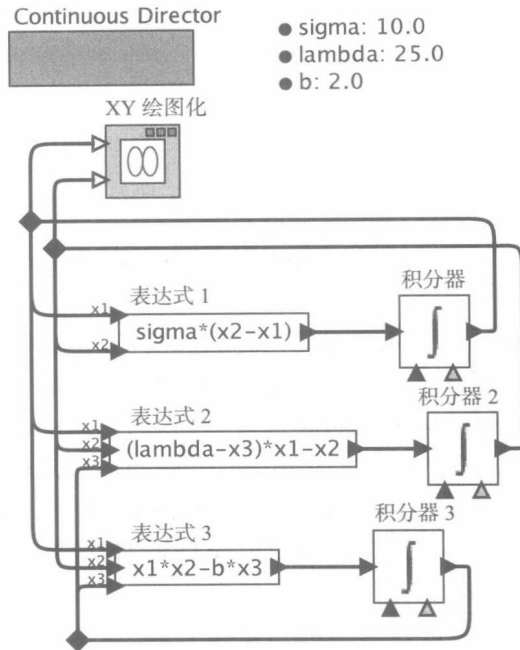 Continuous Director
● sigma: 10.0
● lambda: 25.0
● b: 2.0
XY 绘图化
表达式 1
积分器
x1
sigma*(x2-x1)
x2
表达式 2
积分器 2
x1
x2
(lambda-x3)*x1-x2
x3
表达式 3
积分器 3
x1
x2
x1*x2-b*x3
x3